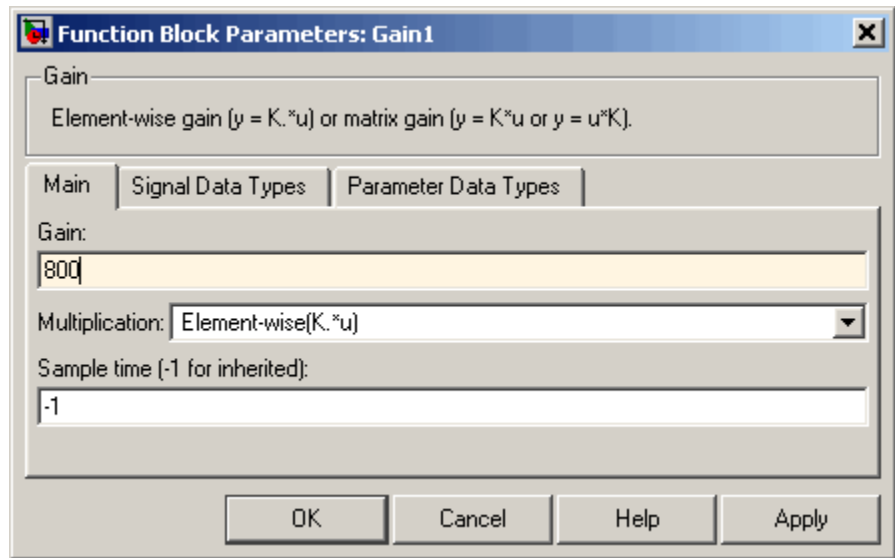 Function Block Parameters: Gain1
Gain
Element-wise gain (y = K.*u) or matrix gain (y = K*u or y = u*K).
Main Signal Data Types Parameter Data Types
Gain:
800
Multiplication: Element-wise(K.*u)
Sample time (-1 for inherited):
-1
OK Cancel Help Apply